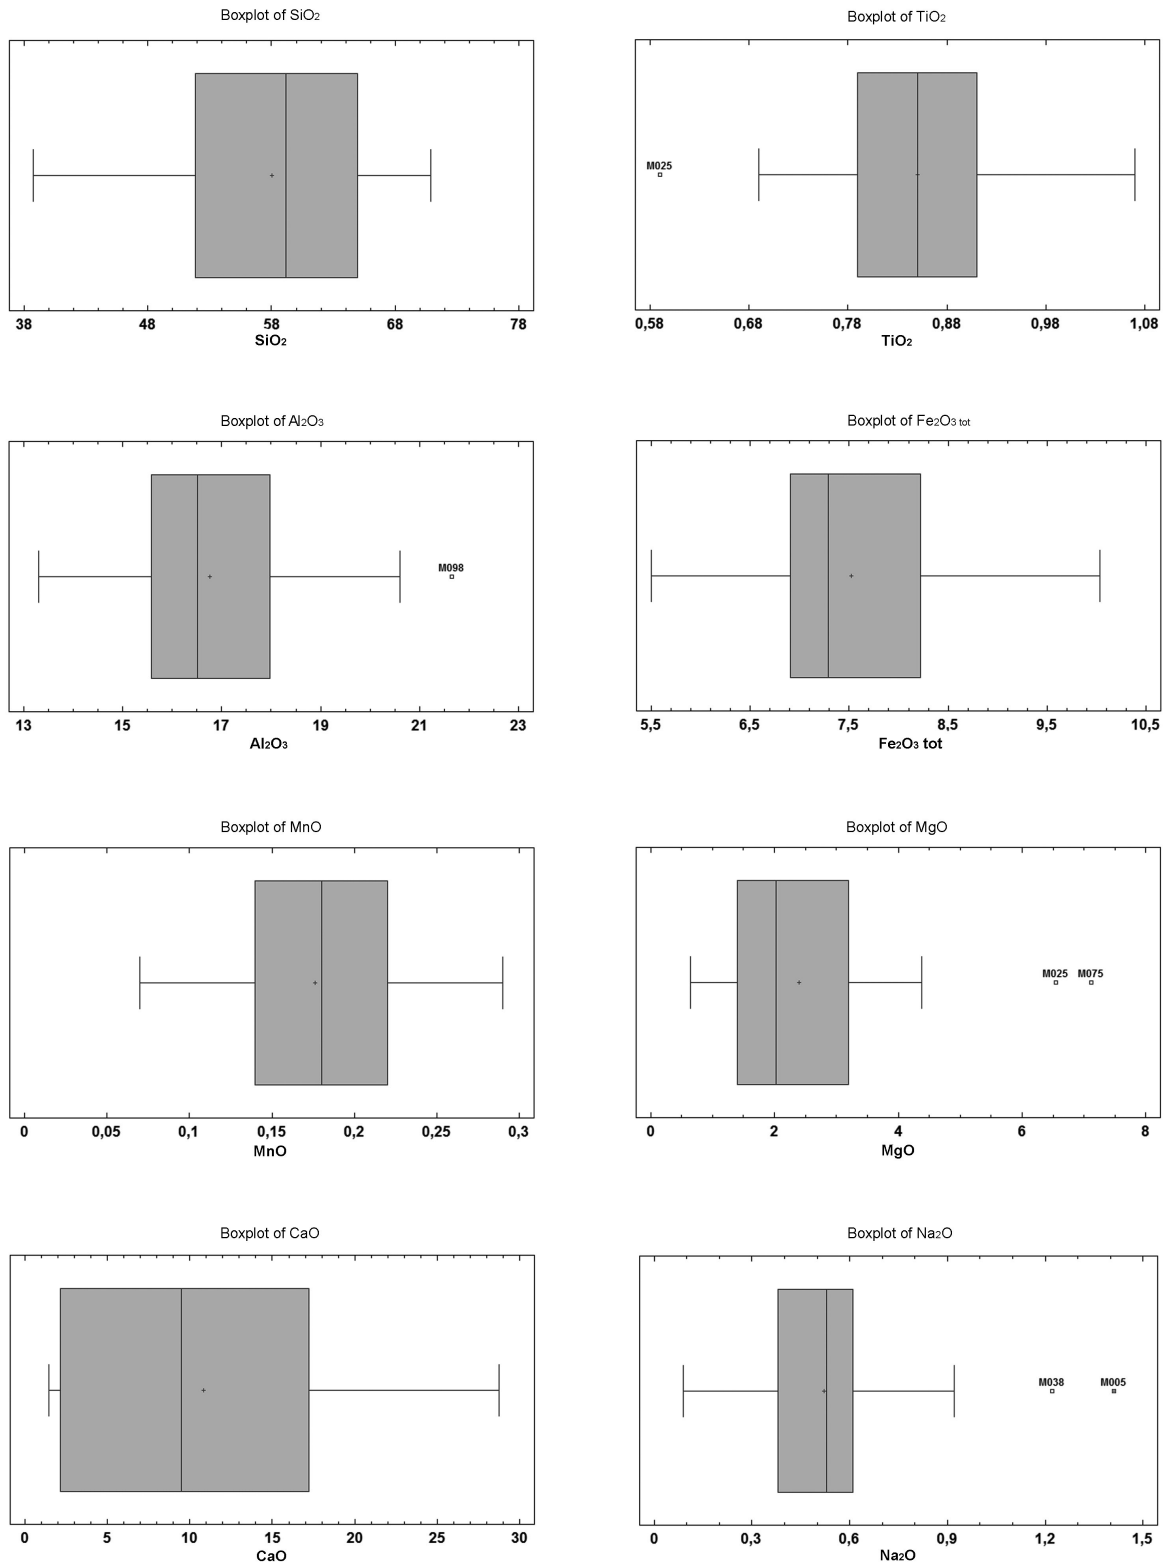 Boxplot of SiO₂
38 48 58 68 78
SiO₂
Boxplot of TiO₂
M025
0,58 0,68 0,78 0,88 0,98 1,08
TiO₂
Boxplot of Al₂O₃
M098
13 15 17 19 21 23
Al₂O₃
Boxplot of Fe₂O₃ tot
5,5 6,5 7,5 8,5 9,5 10,5
Fe₂O₃ tot
Boxplot of MnO
0 0,05 0,1 0,15 0,2 0,25 0,3
MnO
Boxplot of MgO
M025 M075
0 2 4 6 8
MgO
Boxplot of CaO
0 5 10 15 20 25 30
CaO
Boxplot of Na₂O
M038 M005
0 0,3 0,6 0,9 1,2 1,5
Na₂O